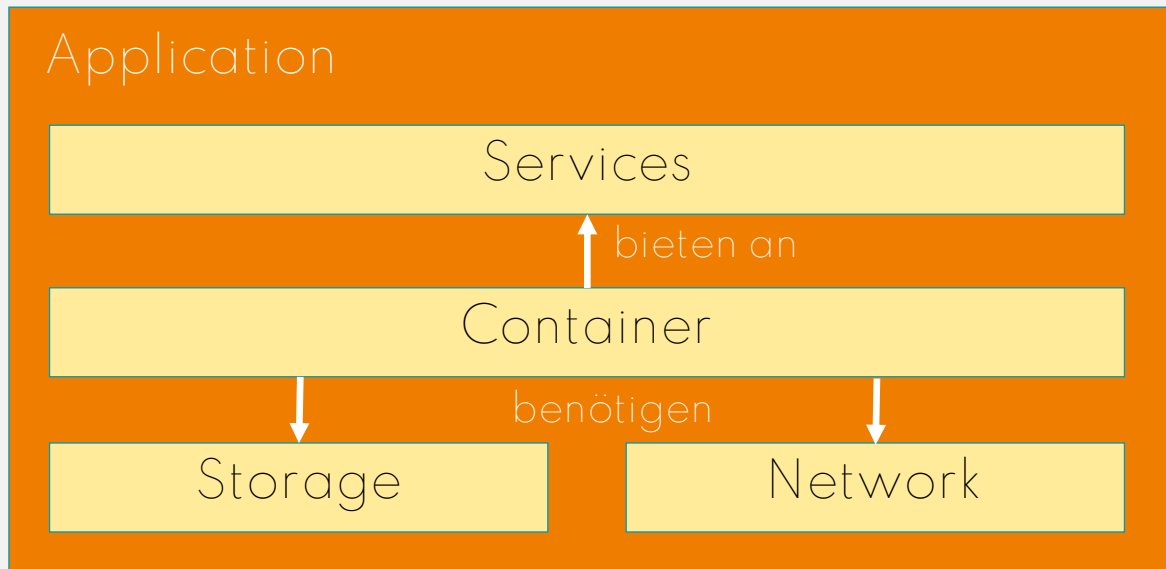 Application
Services
bieten an
Container
benötigen
Storage
Network